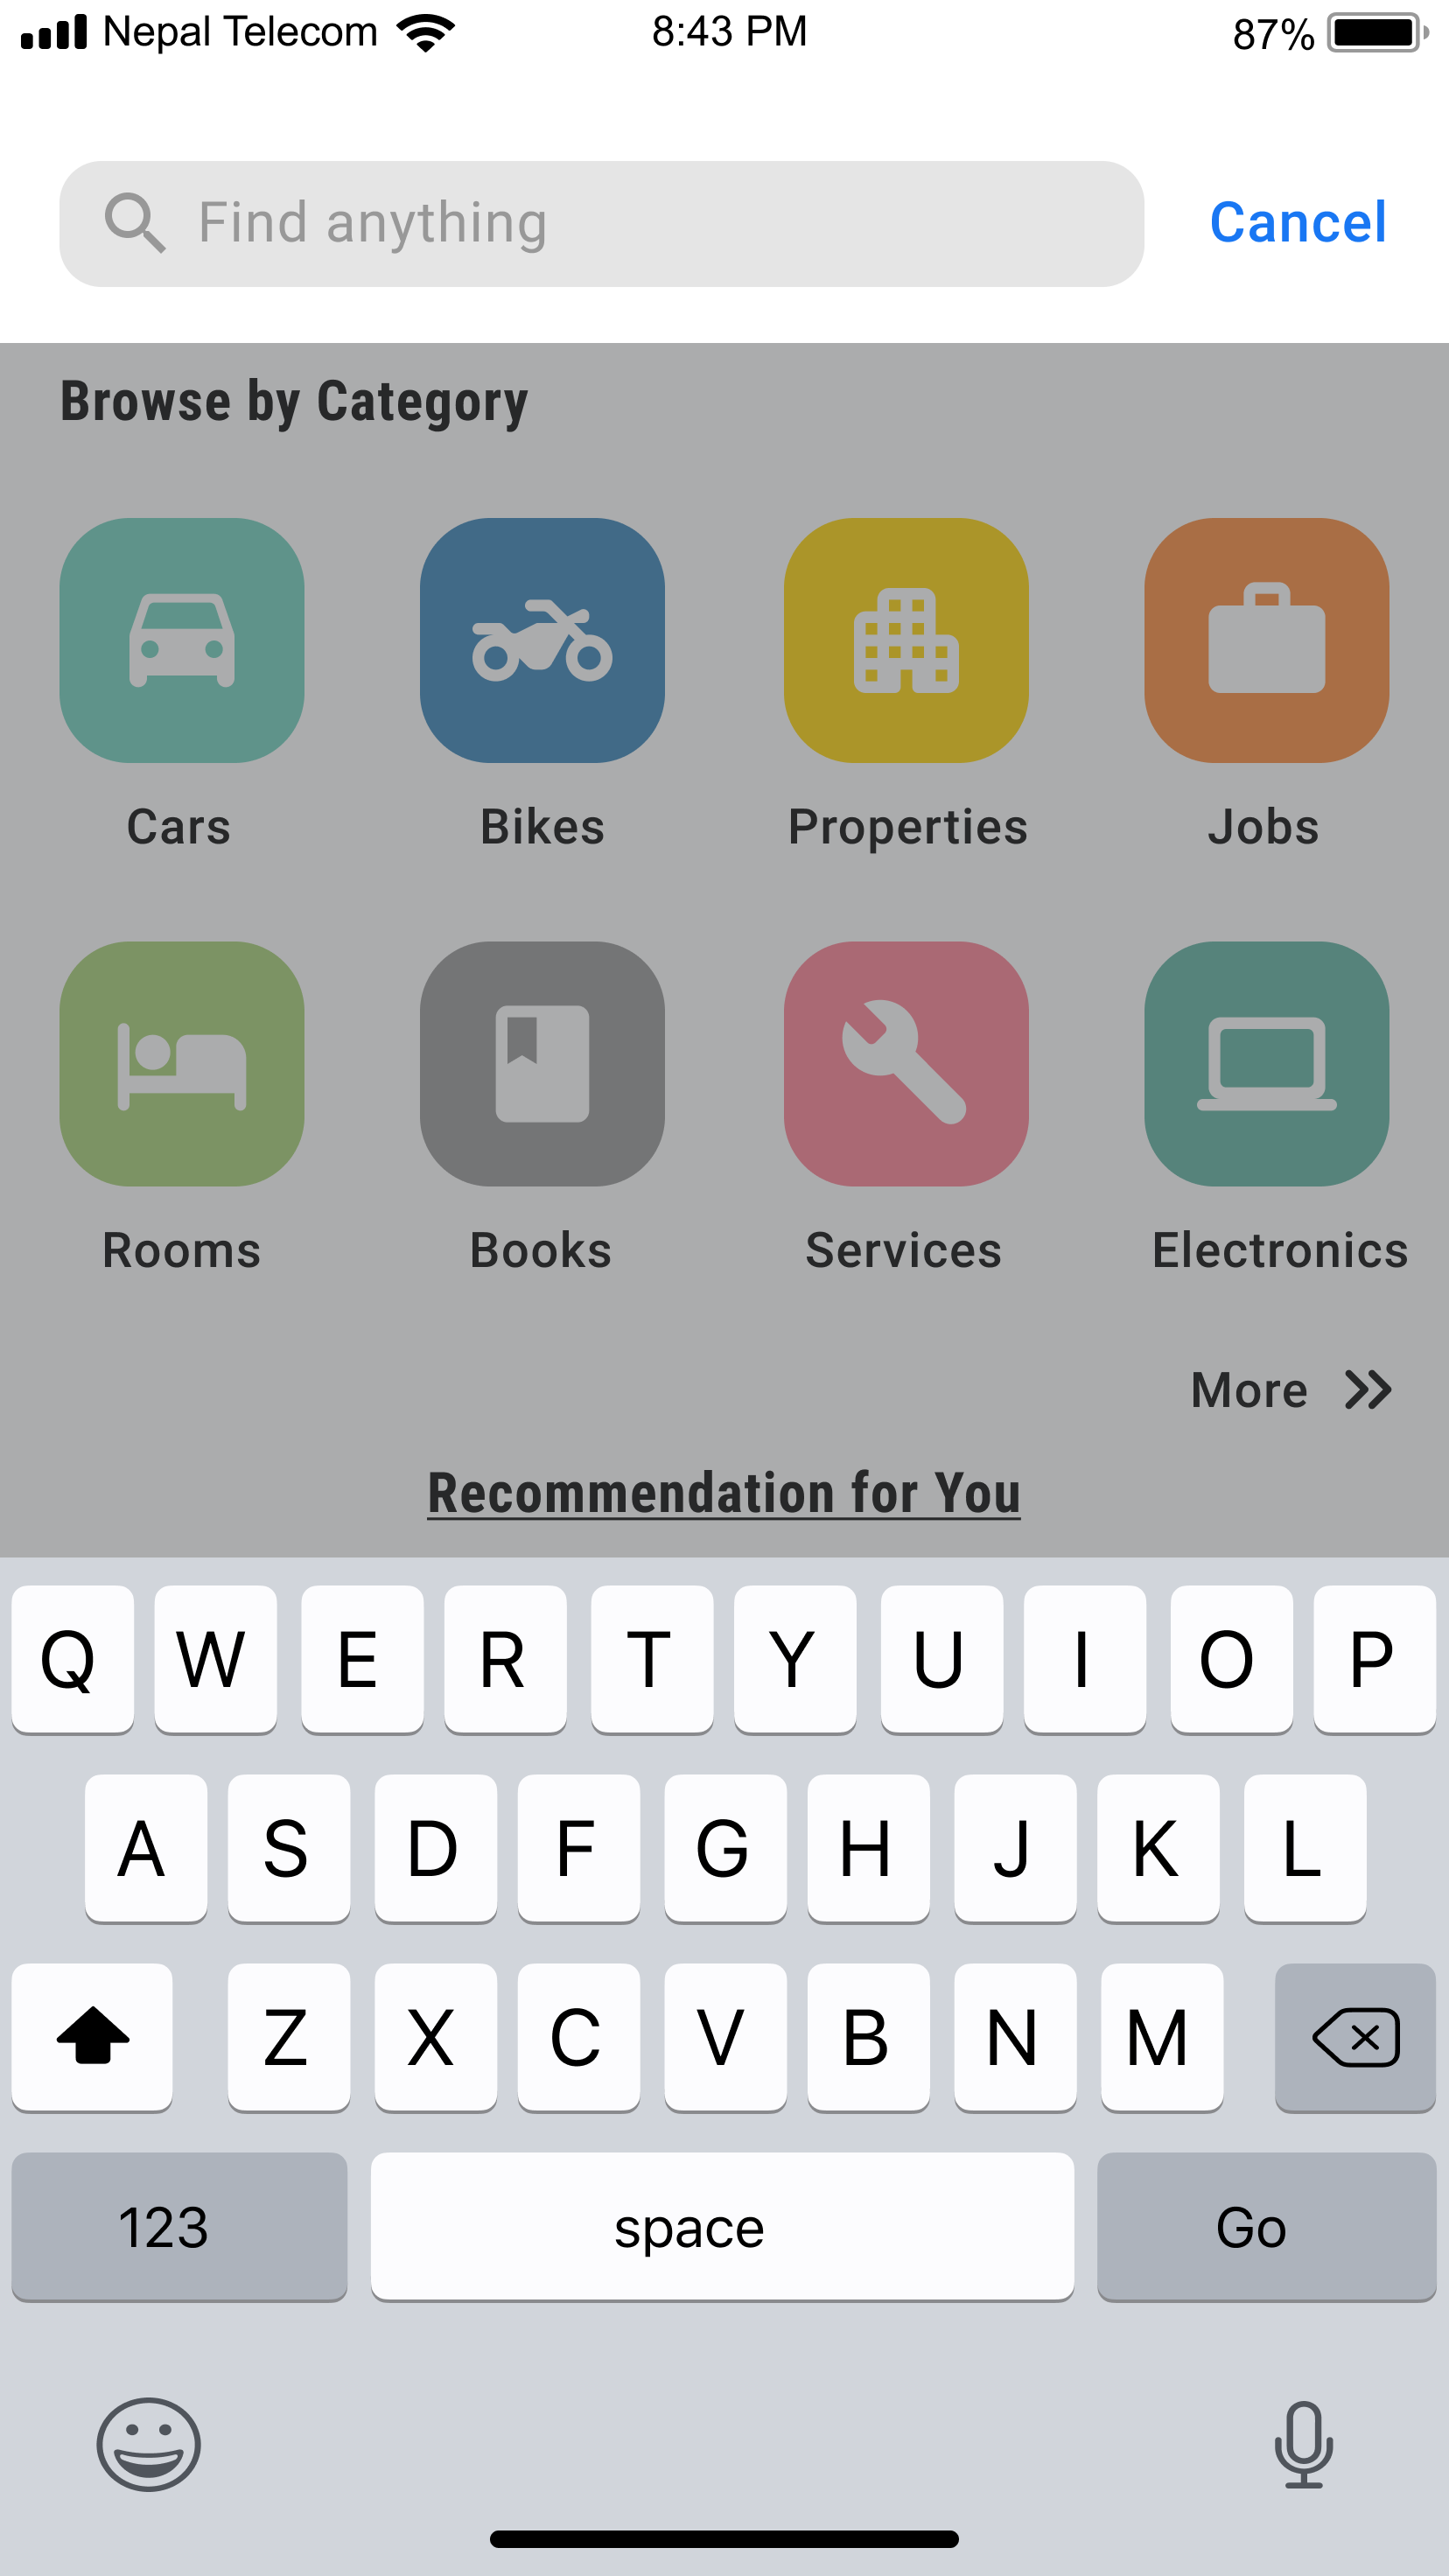 Nepal Telecom 8:43 PM 87%
Find anything Cancel
Browse by Category
Cars Bikes Properties Jobs
Rooms Books Services Electronics
More
Recommendation for You
Q W E R T Y U I O P
A S D F G H J K L
Z X C V B N M
123 space Go